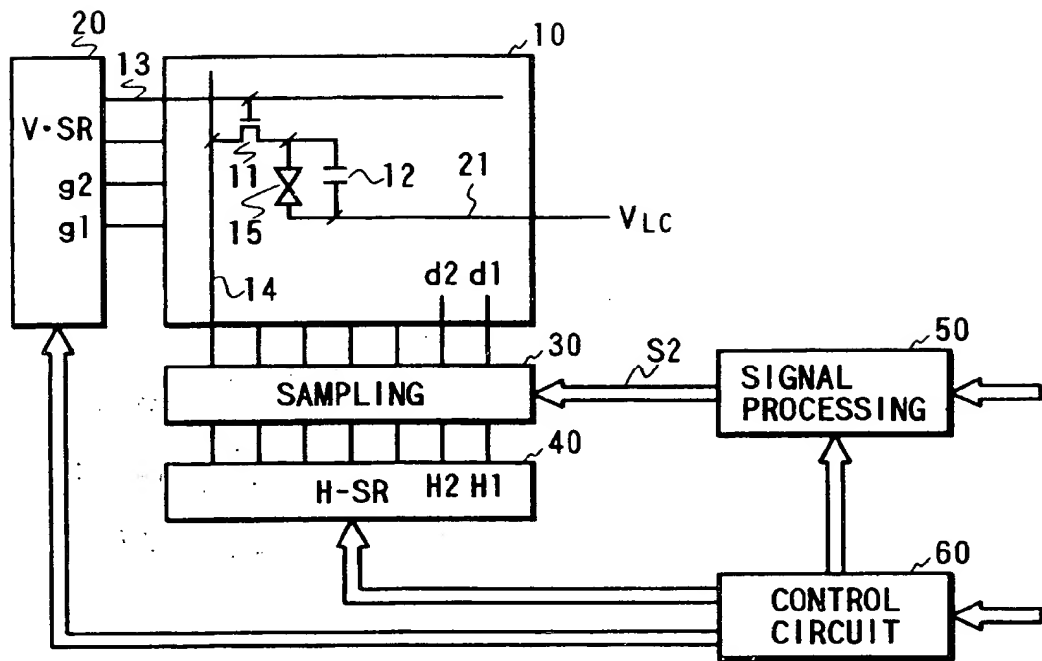 20
10
13
V·SR
11
12
21
g2
g1
15
VLC
14
d2 d1
30
S2
50
SAMPLING
SIGNAL
PROCESSING
40
H-SR
H2 H1
60
CONTROL
CIRCUIT